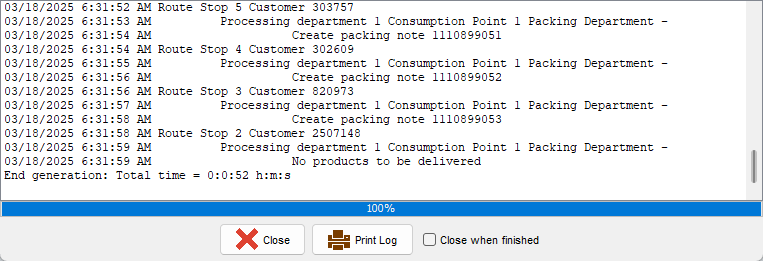 03/18/2025 6:31:52 AM Route Stop 5 Customer 303757
03/18/2025 6:31:53 AM Processing department 1 Consumption Point 1 Packing Department -
03/18/2025 6:31:54 AM Create packing note 1110899051
03/18/2025 6:31:54 AM Route Stop 4 Customer 302609
03/18/2025 6:31:55 AM Processing department 1 Consumption Point 1 Packing Department -
03/18/2025 6:31:56 AM Create packing note 1110899052
03/18/2025 6:31:56 AM Route Stop 3 Customer 820973
03/18/2025 6:31:57 AM Processing department 1 Consumption Point 1 Packing Department -
03/18/2025 6:31:58 AM Create packing note 1110899053
03/18/2025 6:31:58 AM Route Stop 2 Customer 2507148
03/18/2025 6:31:59 AM Processing department 1 Consumption Point 1 Packing Department -
03/18/2025 6:31:59 AM No products to be delivered
End generation: Total time = 0:0:52 h:m:s
100%
Close
Print Log
Close when finished